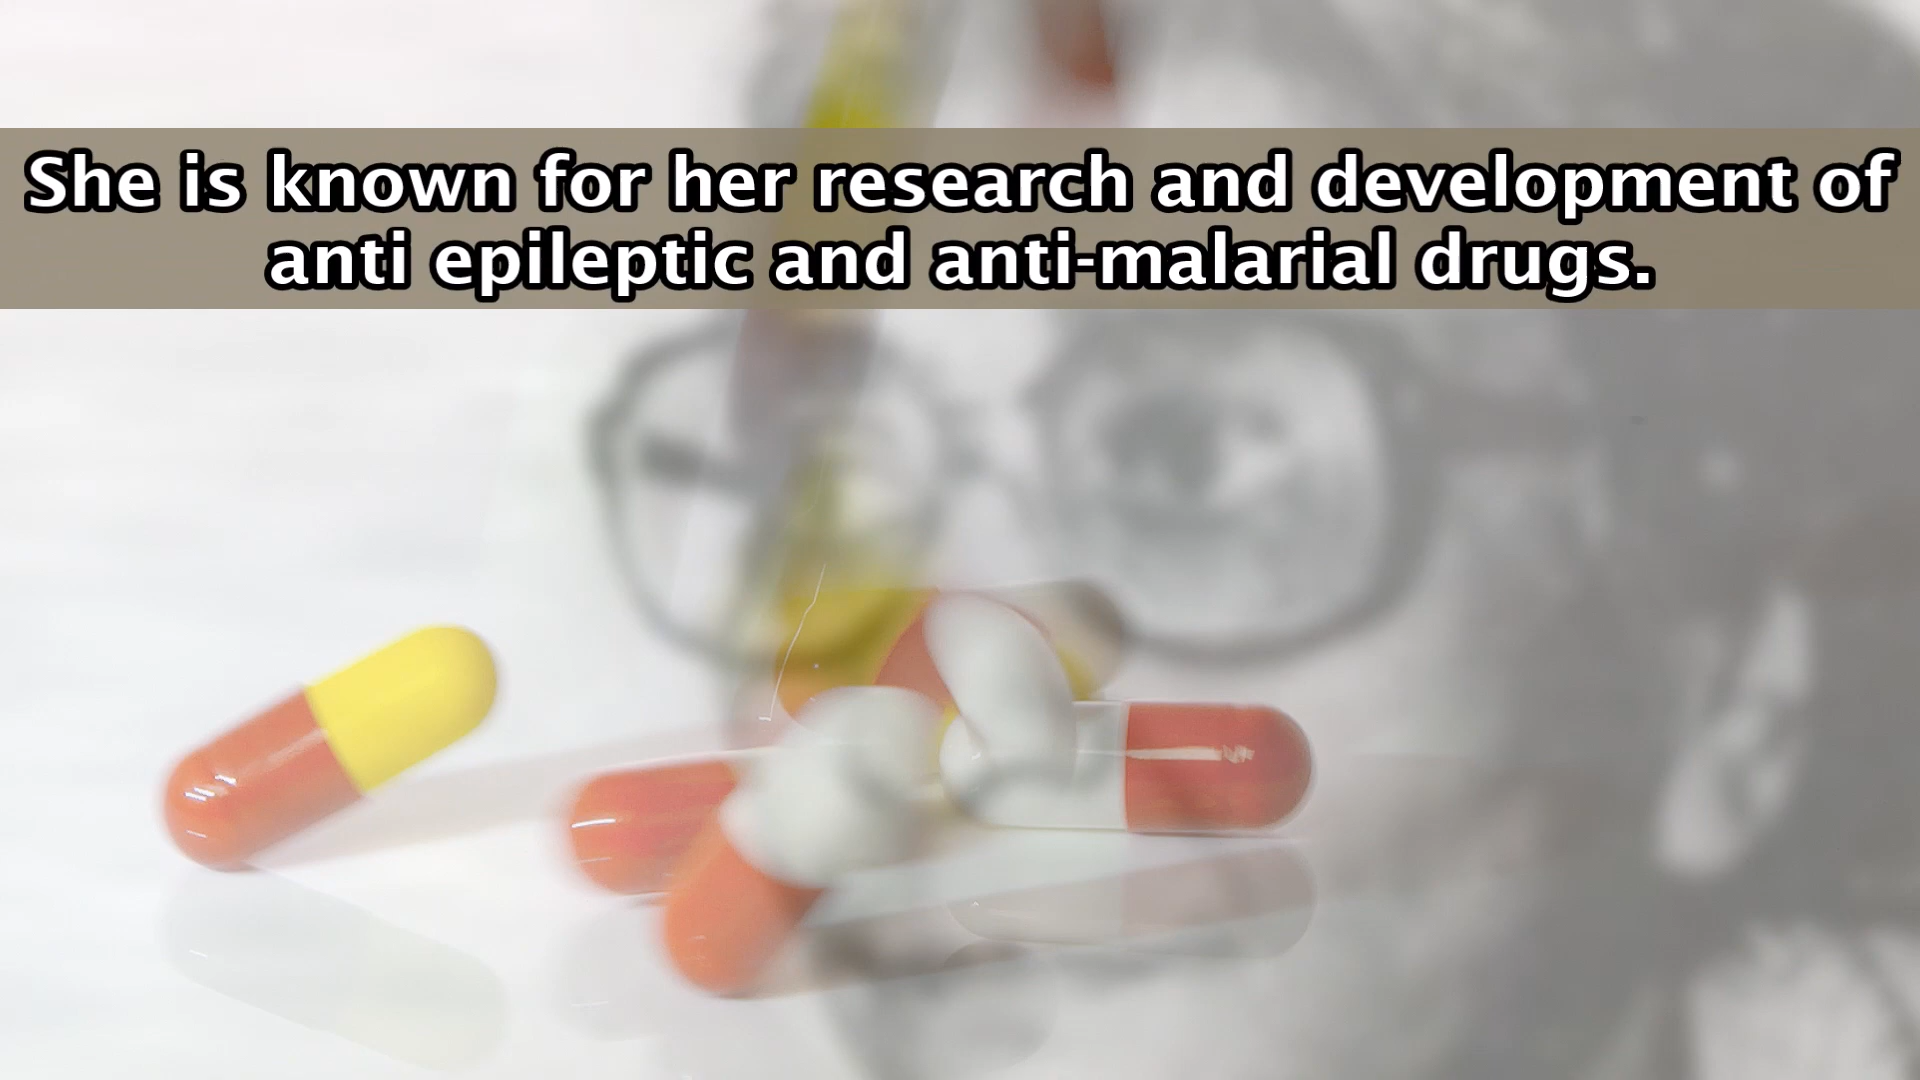 She is known for her research and development of
anti epileptic and anti-malarial drugs.